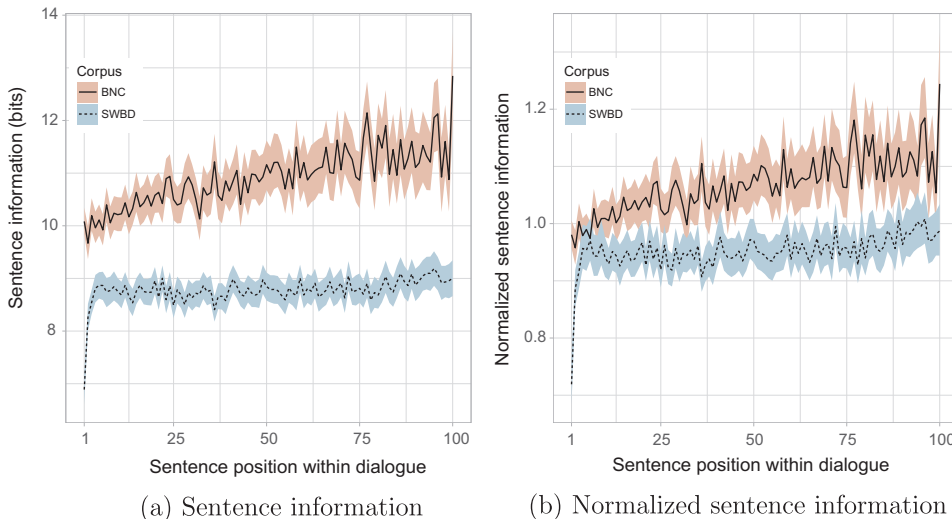 14
12
10
8
Sentence information (bits)
Corpus
BNC
SWBD
1 25 50 75 100
Sentence position within dialogue
(a) Sentence information
1.2
1.0
0.8
Normalized sentence information
Corpus
BNC
SWBD
1 25 50 75 100
Sentence position within dialogue
(b) Normalized sentence information